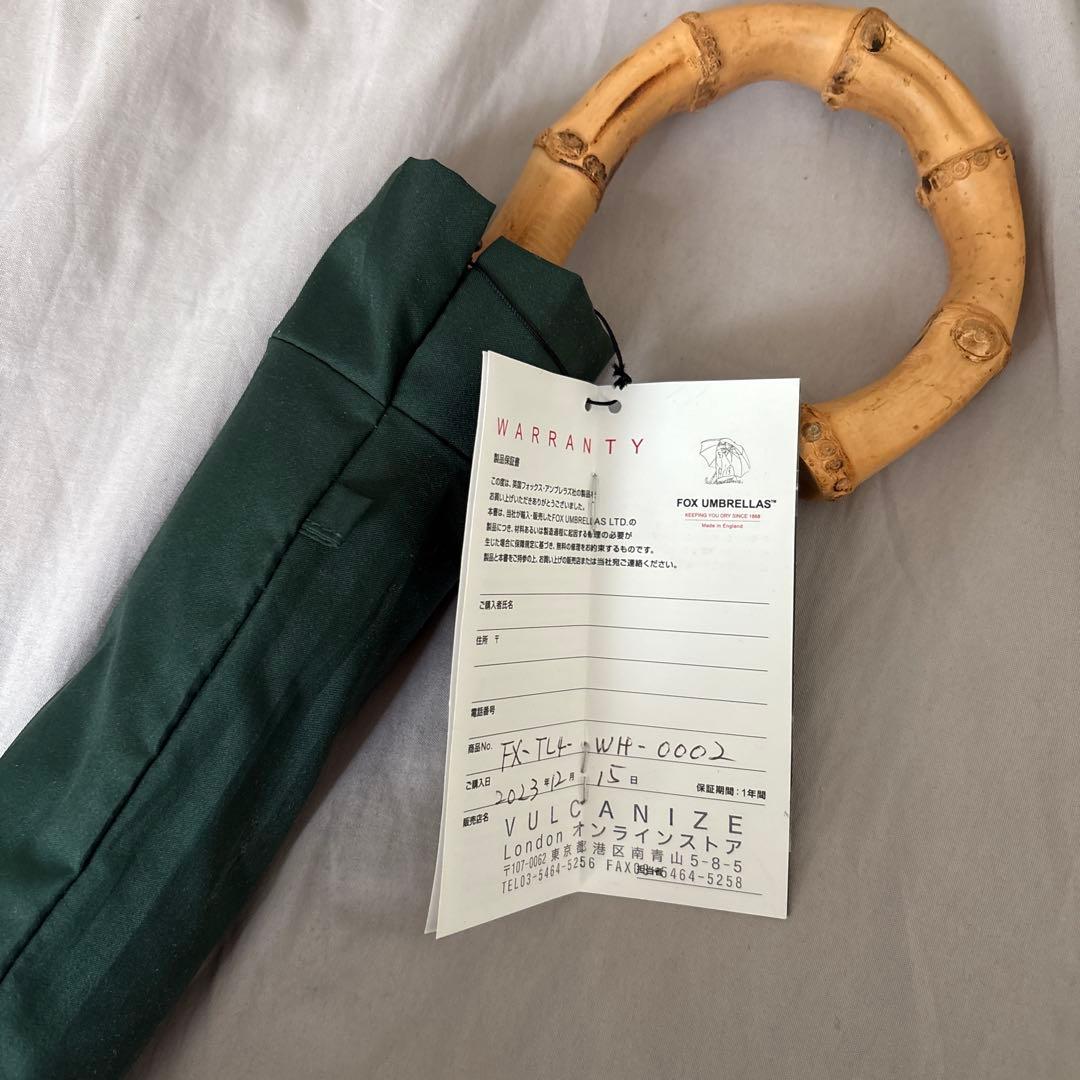 WARRANTY
製品保証書
この度は、英国フォックス・アンブレラズ社の製品を
お買い上げいただきありがとうございました。
本書は、当社が輸入・販売したFOX UMBRELLAS LTD.の
製品につき、材料あるいは製造過程に起因する修理の必要が
生じた場合に保障規定に基づき、無料の修理をお約束するものです。
製品と本書をご持参の上、お買い上げの販売店または当社宛ご連絡ください。
FOX UMBRELLAS™
KEEPING YOU DRY SINCE 1868
Made in England
ご購入者氏名
住所 〒
電話番号
商品No. FX-TL4-WH-0002
ご購入日 2023年12月15日 保証期間:1年間
販売店名 VULCANIZE
London オンラインストア
〒107-0062 東京都港区南青山5-8-5
TEL03-5464-5256 FAX03-5464-5258
担当者